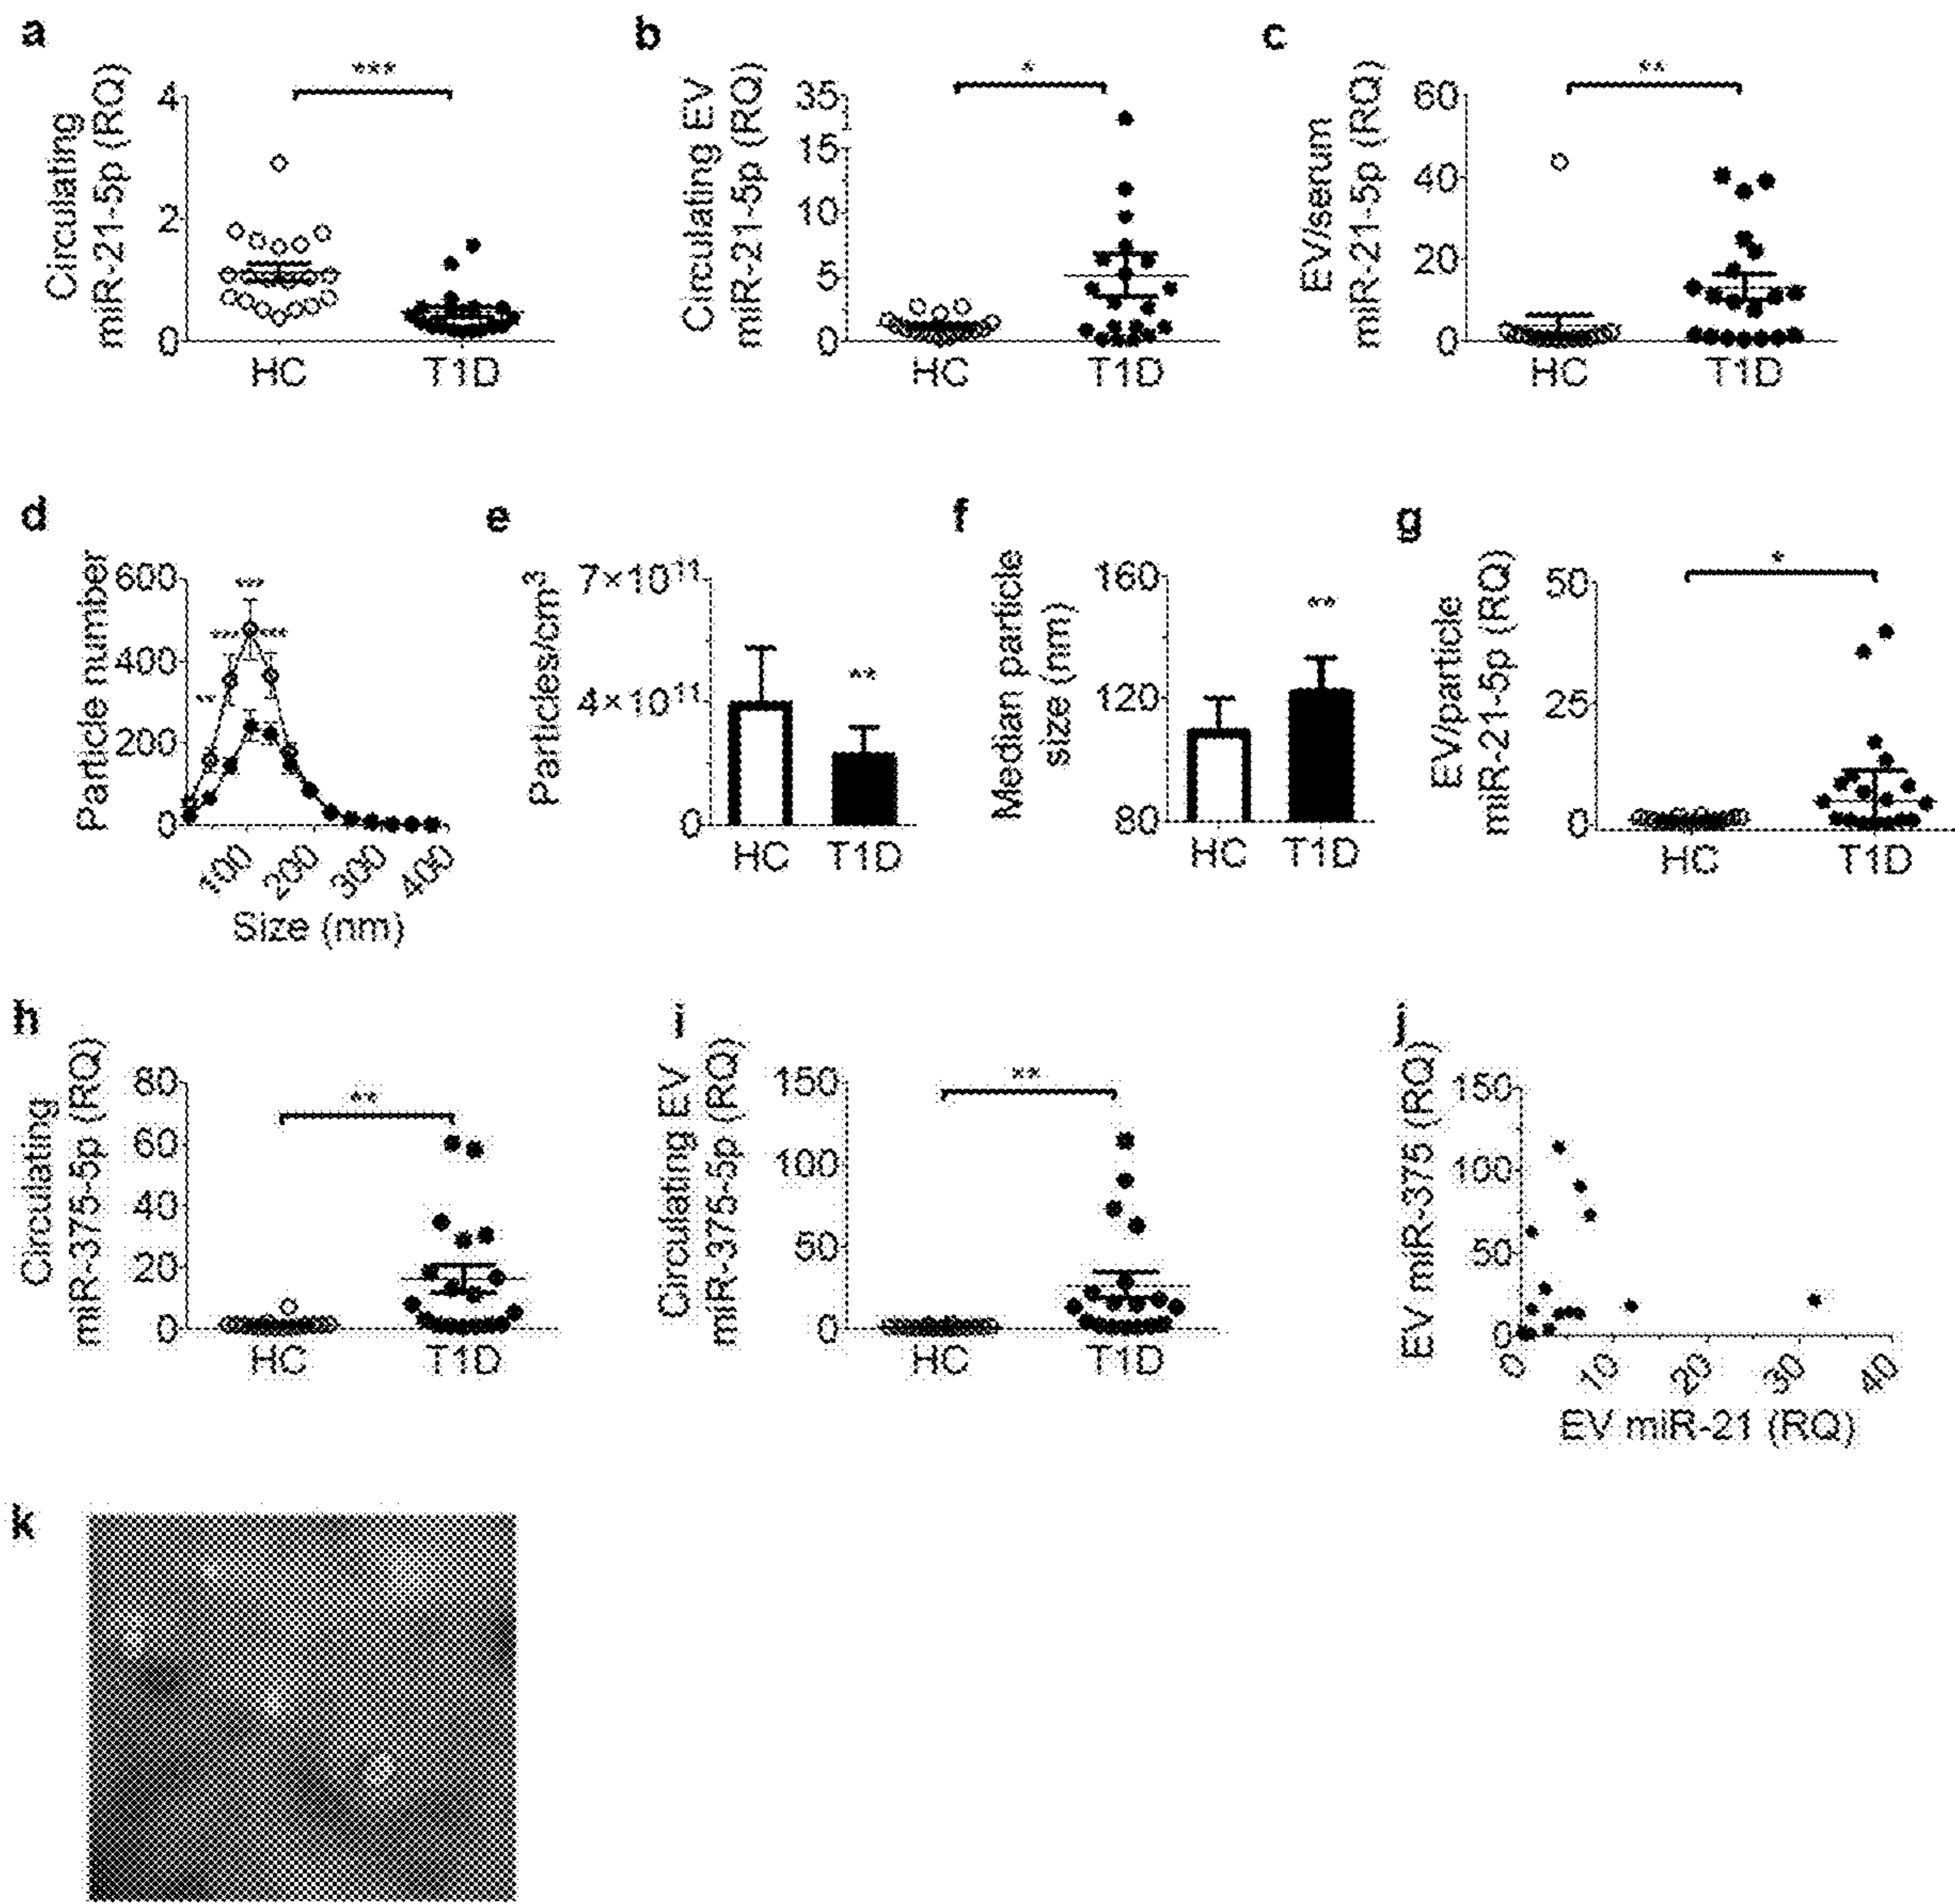 a
Circulating
miR-21-5p (RQ)
4
2
0
***
HC
T1D
b
Circulating EV
miR-21-5p (RQ)
35
15
10
5
0
*
HC
T1D
c
EV/serum
miR-21-5p (RQ)
60
40
20
0
**
HC
T1D
d
Particle number
600
400
200
0
100
200
300
400
Size (nm)
e
Particles/cm³
7×10¹¹
4×10¹¹
0
**
HC
T1D
f
Median particle
size (nm)
160
120
80
HC
T1D
g
EV/particle
miR-21-5p (RQ)
50
25
0
*
HC
T1D
h
Circulating
miR-375-5p (RQ)
80
60
40
20
0
**
HC
T1D
i
Circulating EV
miR-375-5p (RQ)
150
100
50
0
**
HC
T1D
j
EV miR-375 (RQ)
150
100
50
0
0
10
20
30
40
EV miR-21 (RQ)
k